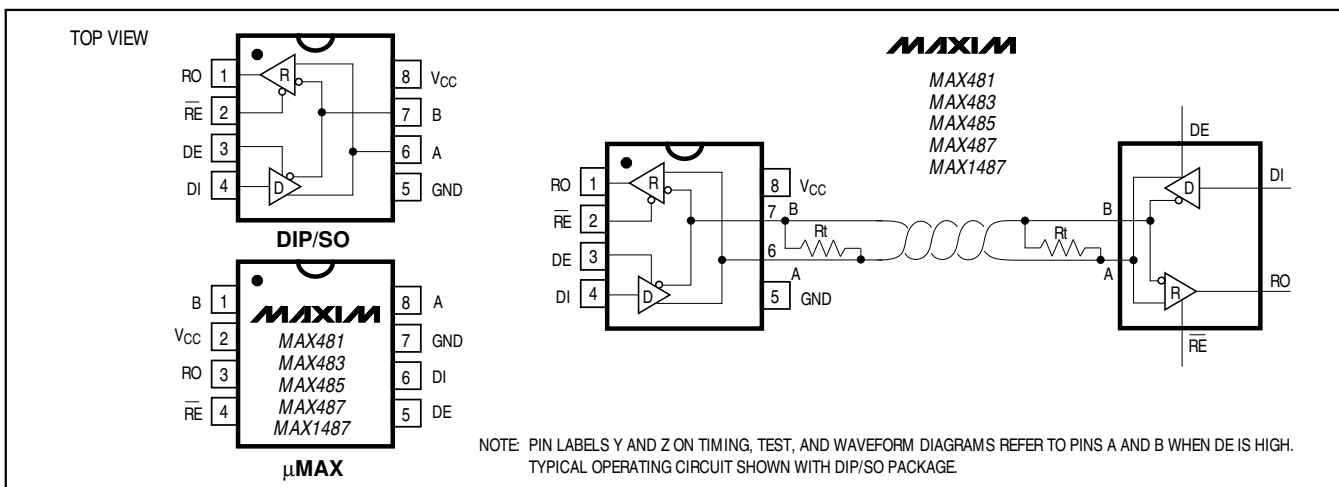 TOP VIEW
RO 1
RE 2
DE 3
DI 4
8 VCC
7 B
6 A
5 GND
R
D
DIP/SO
B 1
VCC 2
RO 3
RE 4
8 A
7 GND
6 DI
5 DE
MAXIM
MAX481
MAX483
MAX485
MAX487
MAX1487
μMAX
MAXIM
MAX481
MAX483
MAX485
MAX487
MAX1487
RO 1
RE 2
DE 3
DI 4
R
D
8 VCC
7 B
6
A
5 GND
Rt
Rt
B
A
DE
D
DI
R
RO
RE
NOTE: PIN LABELS Y AND Z ON TIMING, TEST, AND WAVEFORM DIAGRAMS REFER TO PINS A AND B WHEN DE IS HIGH.
TYPICAL OPERATING CIRCUIT SHOWN WITH DIP/SO PACKAGE.